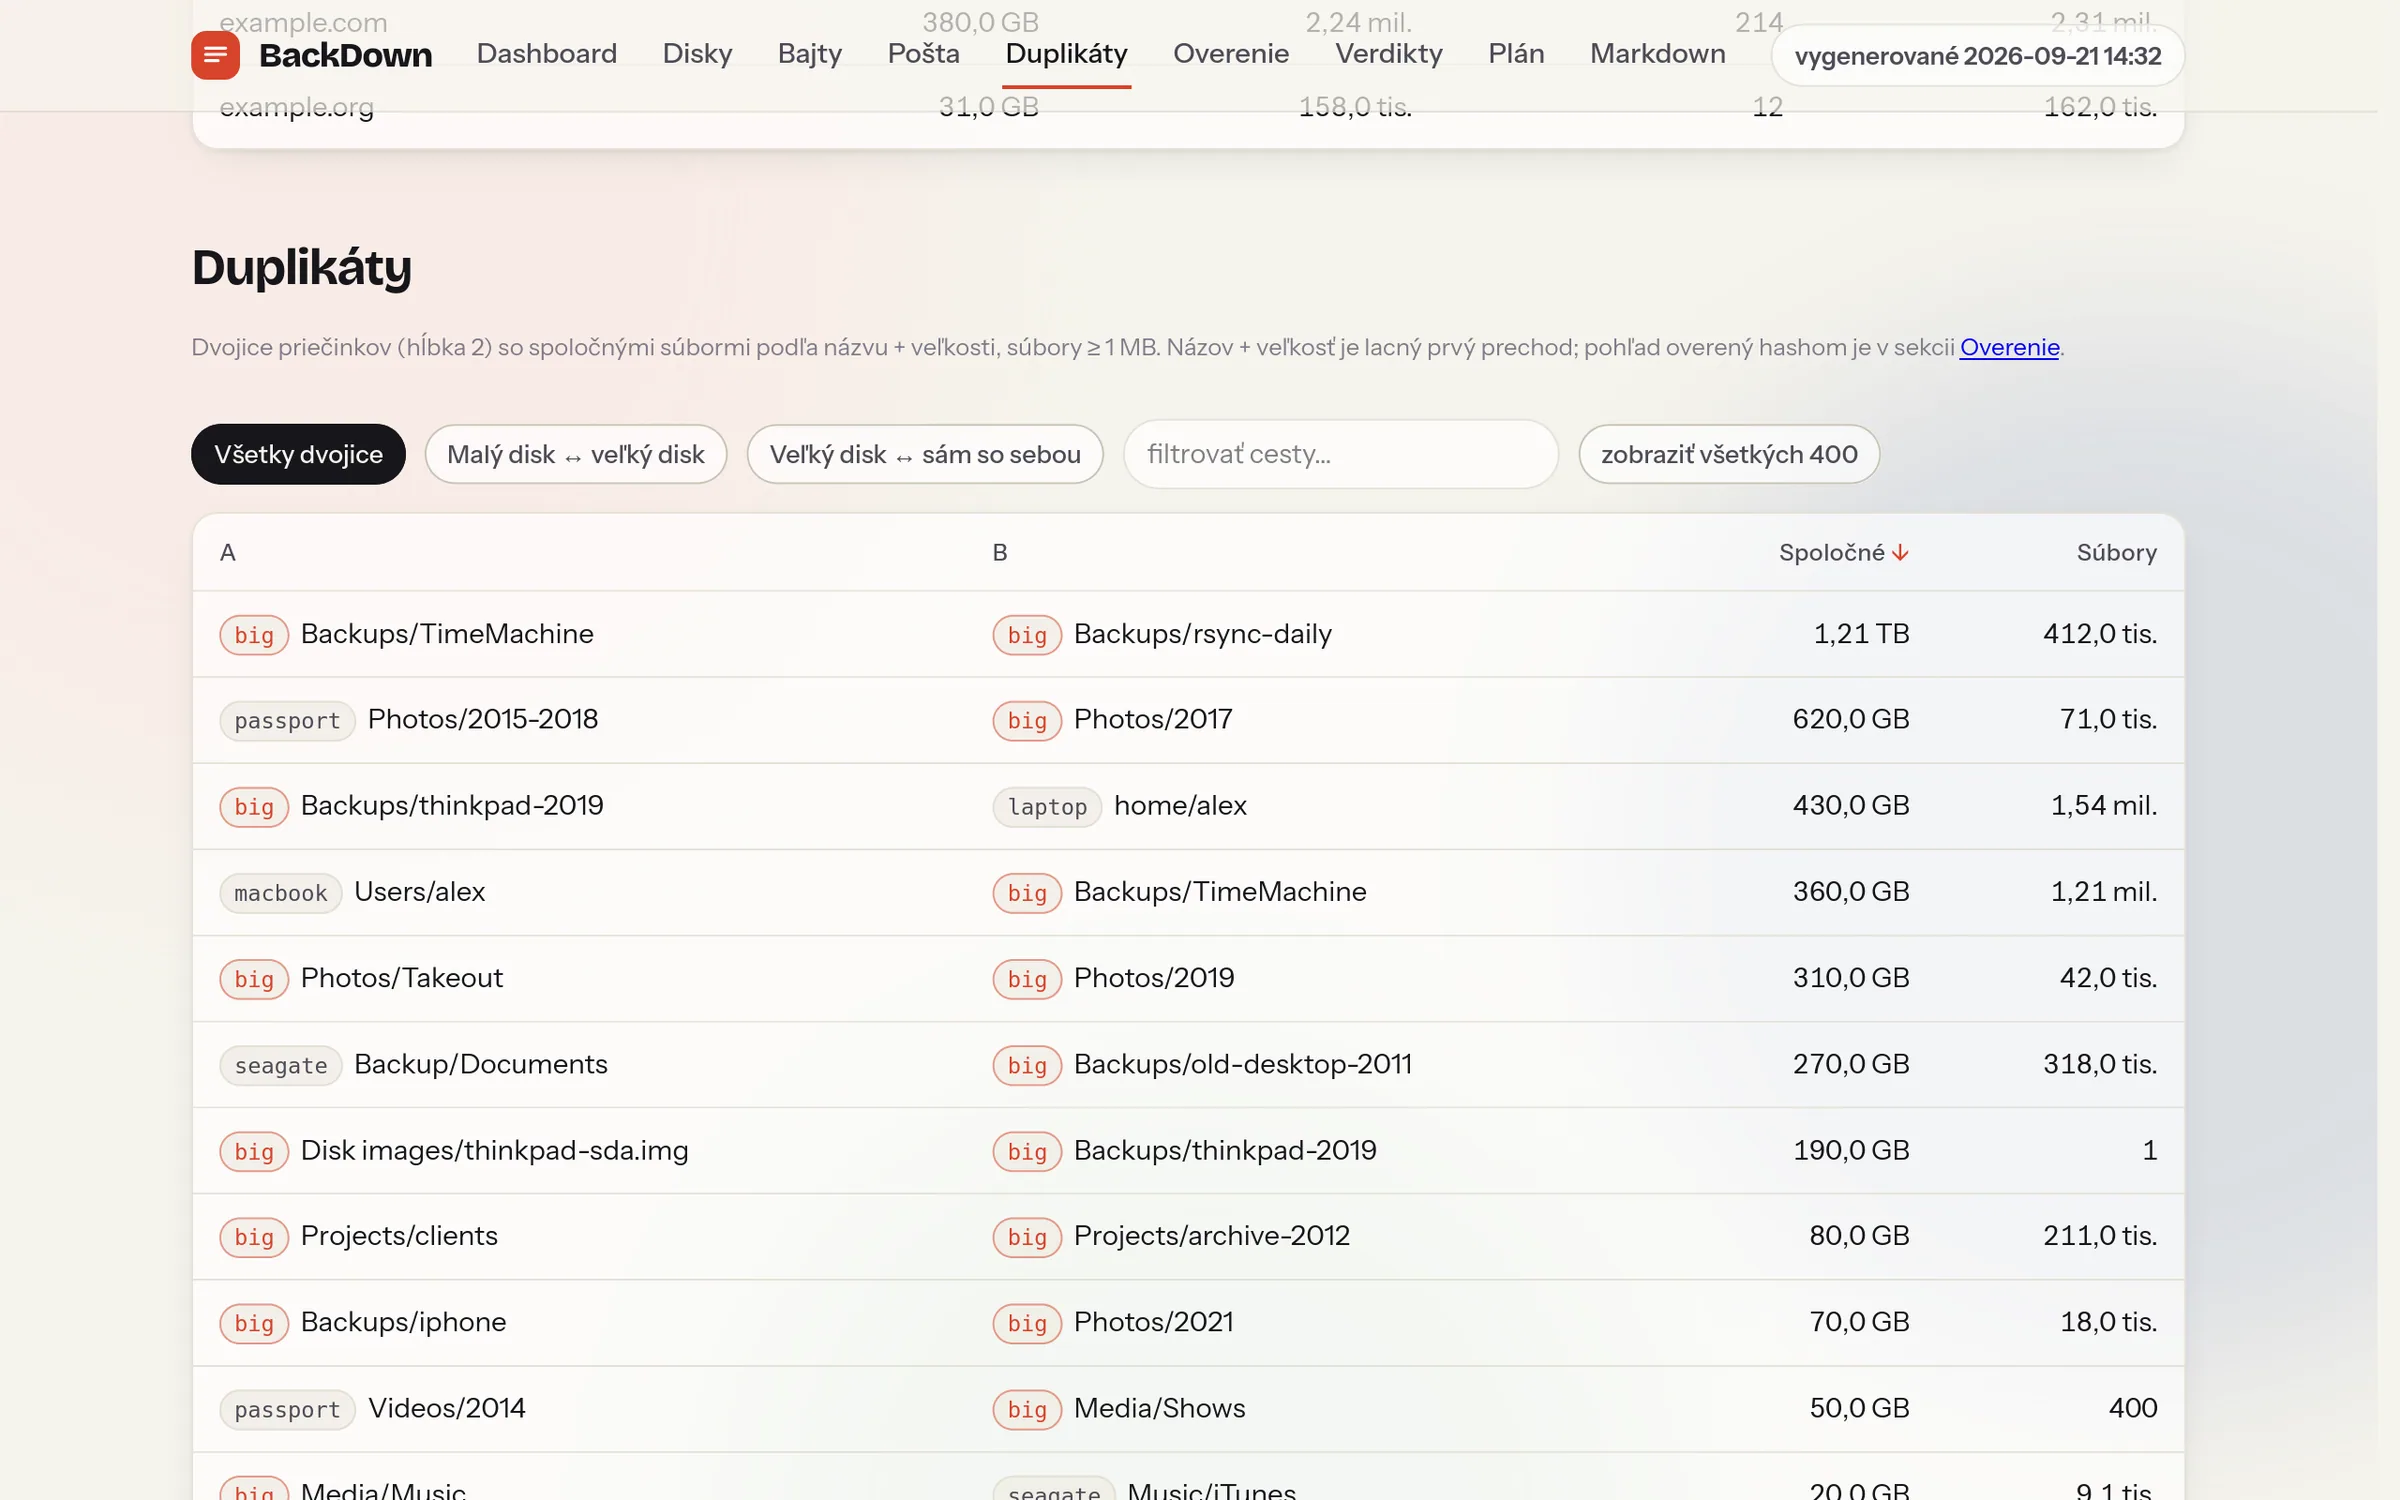 example.com 380,0 GB 2,24 mil. 214 2,31 mil.
BackDown Dashboard Disky Bajty Pošta Duplikáty Overenie Verdikty Plán Markdown vygenerované 2026-09-21 14:32
example.org 31,0 GB 158,0 tis. 12 162,0 tis.
Duplikáty
Dvojice priečinkov (hĺbka 2) so spoločnými súbormi podľa názvu + veľkosti, súbory ≥ 1 MB. Názov + veľkosť je lacný prvý prechod; pohľad overený hashom je v sekcii Overenie.
Všetky dvojice Malý disk ↔ veľký disk Veľký disk ↔ sám so sebou filtrovať cesty... zobraziť všetkých 400
A B Spoločné ↓ Súbory
big Backups/TimeMachine big Backups/rsync-daily 1,21 TB 412,0 tis.
passport Photos/2015-2018 big Photos/2017 620,0 GB 71,0 tis.
big Backups/thinkpad-2019 laptop home/alex 430,0 GB 1,54 mil.
macbook Users/alex big Backups/TimeMachine 360,0 GB 1,21 mil.
big Photos/Takeout big Photos/2019 310,0 GB 42,0 tis.
seagate Backup/Documents big Backups/old-desktop-2011 270,0 GB 318,0 tis.
big Disk images/thinkpad-sda.img big Backups/thinkpad-2019 190,0 GB 1
big Projects/clients big Projects/archive-2012 80,0 GB 211,0 tis.
big Backups/iphone big Photos/2021 70,0 GB 18,0 tis.
passport Videos/2014 big Media/Shows 50,0 GB 400
big Media/Music seagate Music/iTunes 20,0 GB 9,1 tis.